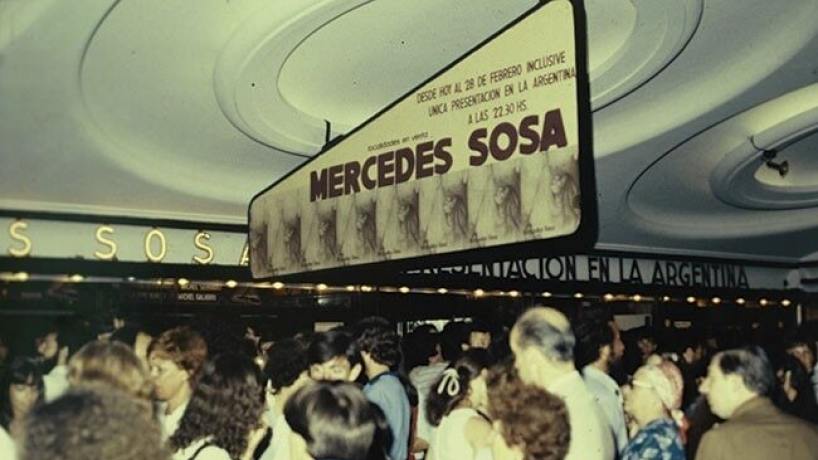 DESDE HOY AL 28 DE FEBRERO INCLUSIVE
UNICA PRESENTACION EN LA ARGENTINA
A LAS 22.30 HS.
localidades en venta
MERCEDES SOSA
S SOSA
PRESENTACION EN LA ARGENTINA